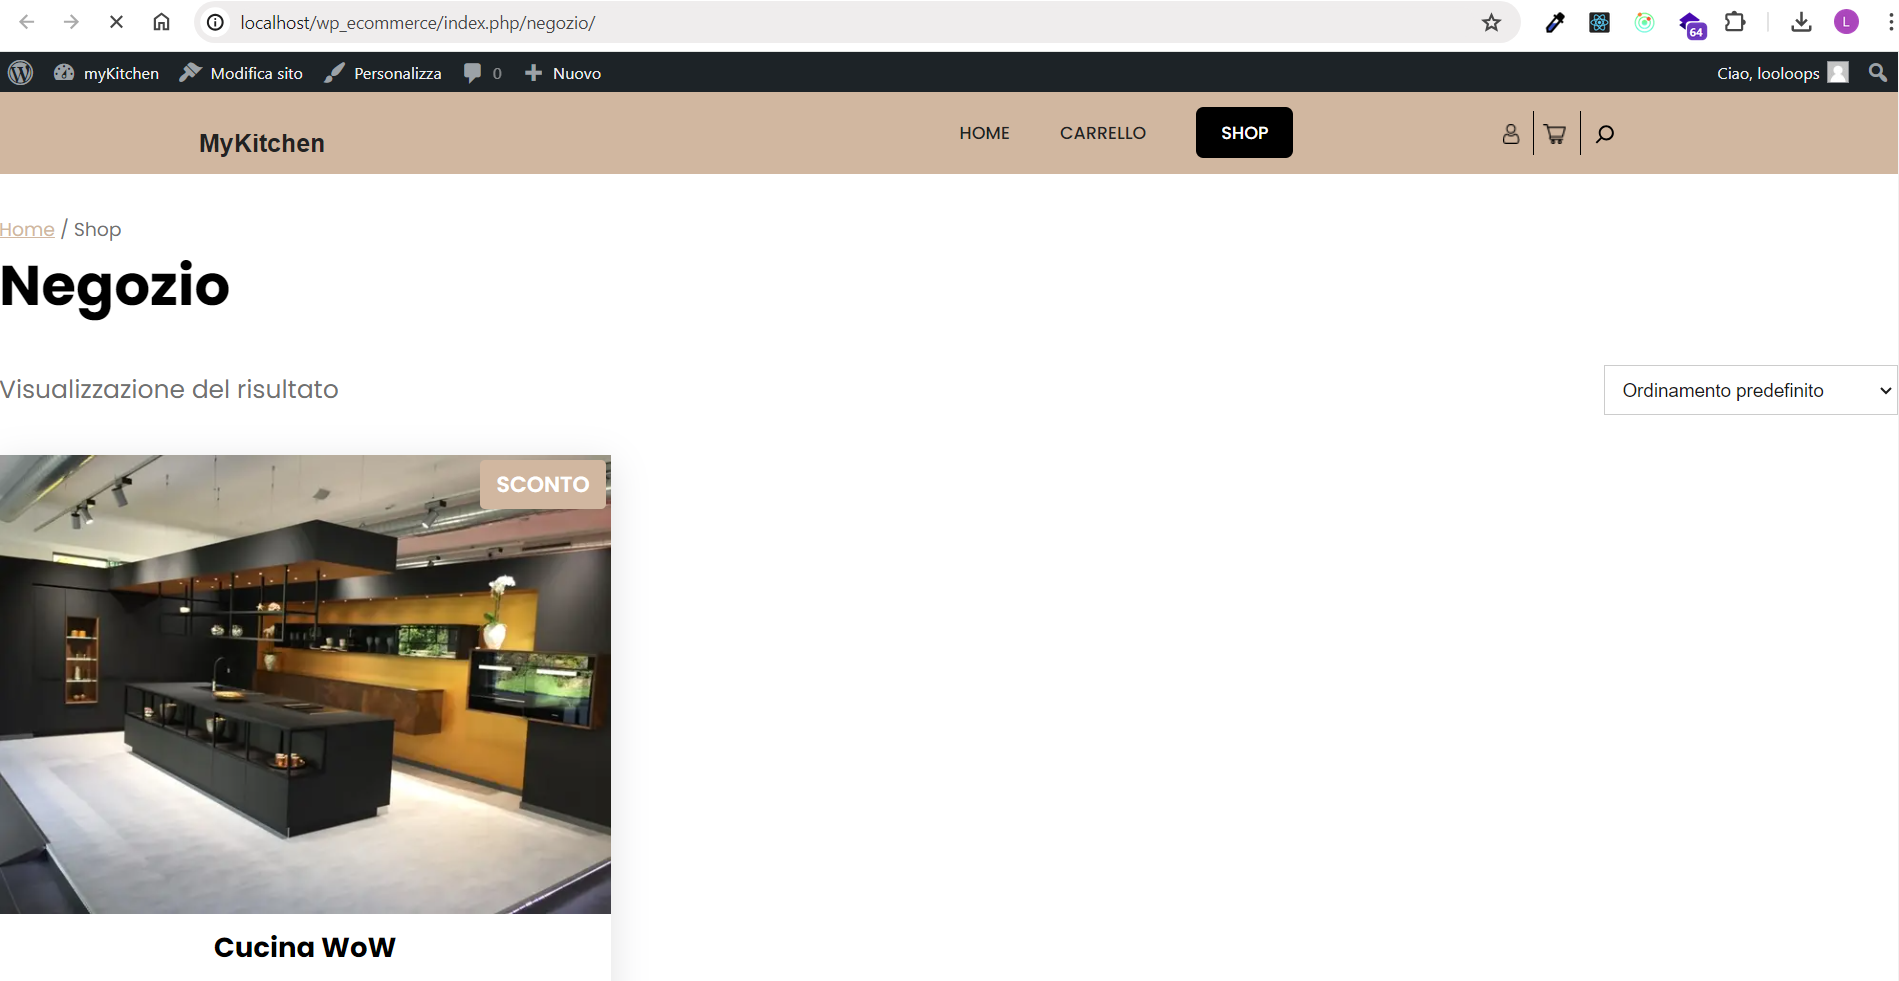 localhost/wp_ecommerce/index.php/negozio/
64
L
myKitchen
Modifica sito
Personalizza
0
Nuovo
Ciao, looloops
MyKitchen
HOME
CARRELLO
SHOP
Home / Shop
Negozio
Visualizzazione del risultato
Ordinamento predefinito
SCONTO
Cucina WoW